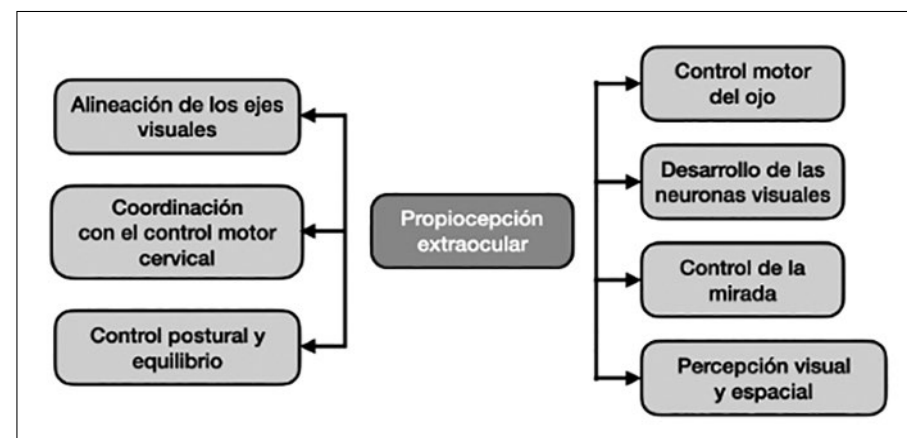 Alineación de los ejes
visuales
Coordinación
con el control motor
cervical
Control postural y
equilibrio
Propiocepción
extraocular
Control motor
del ojo
Desarrollo de las
neuronas visuales
Control de la
mirada
Percepción visual
y espacial